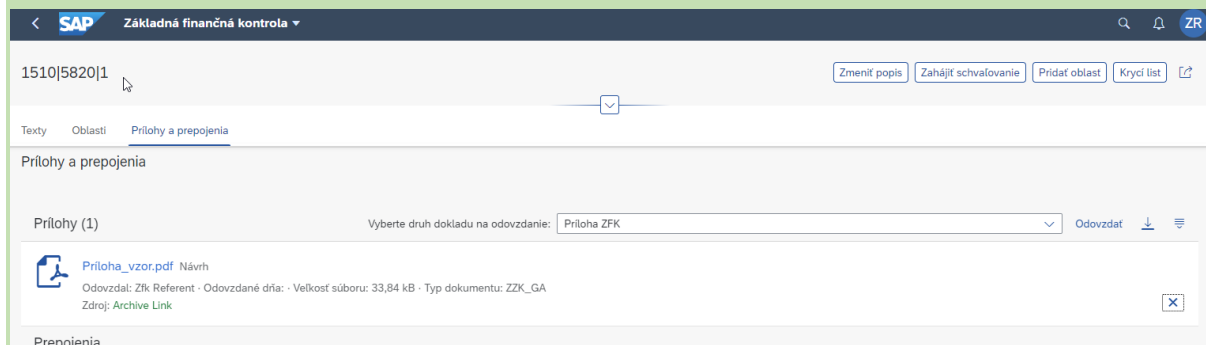 SAP Základná finančná kontrola ZR
1510|5820|1 Zmeniť popis Zahájiť schvaľovanie Pridať oblast Krycí list
Texty Oblasti Prílohy a prepojenia
Prílohy a prepojenia
Prílohy (1) Vyberte druh dokladu na odovzdanie: Príloha ZFK Odovzdať
Príloha_vzor.pdf Návrh
Odovzdal: Zfk Referent · Odovzdané dňa: · Veľkosť súboru: 33,84 kB · Typ dokumentu: ZZK_GA
Zdroj: Archive Link
Prepojenia